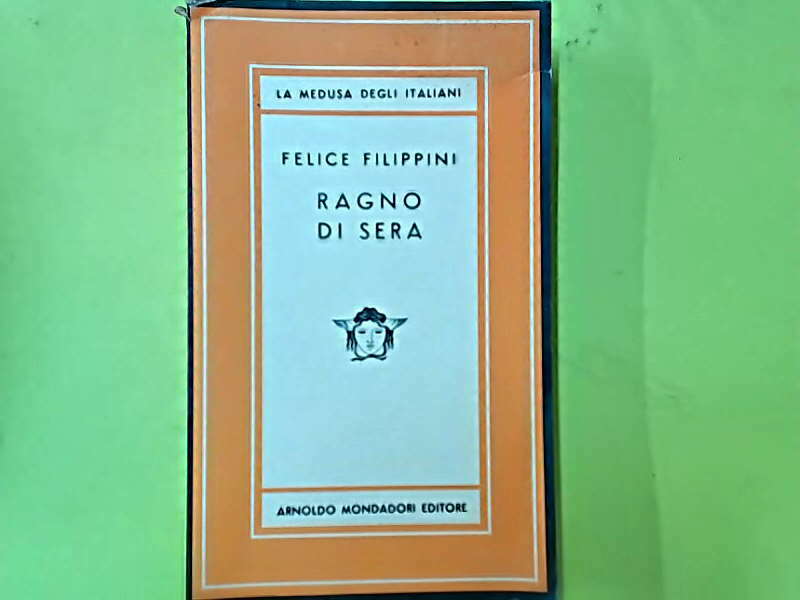 LA MEDUSA DEGLI ITALIANI
FELICE FILIPPINI
RAGNO
DI SERA
ARNOLDO MONDADORI EDITORE